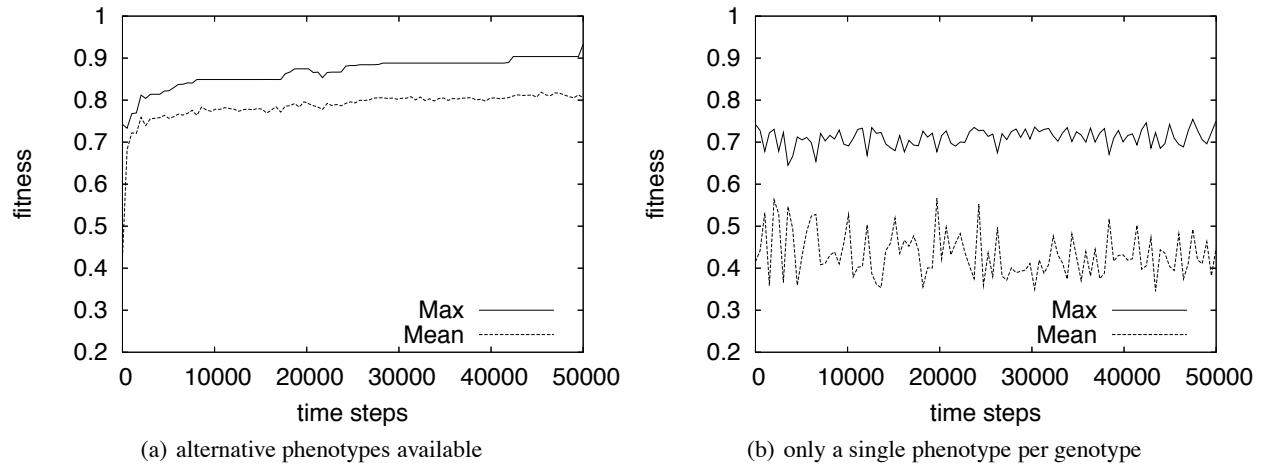 1
0.9
0.8
0.7
0.6
0.5
0.4
0.3
0.2
fitness
Max
Mean
0 10000 20000 30000 40000 50000
time steps
(a) alternative phenotypes available
1
0.9
0.8
0.7
0.6
0.5
0.4
0.3
0.2
fitness
Max
Mean
0 10000 20000 30000 40000 50000
time steps
(b) only a single phenotype per genotype